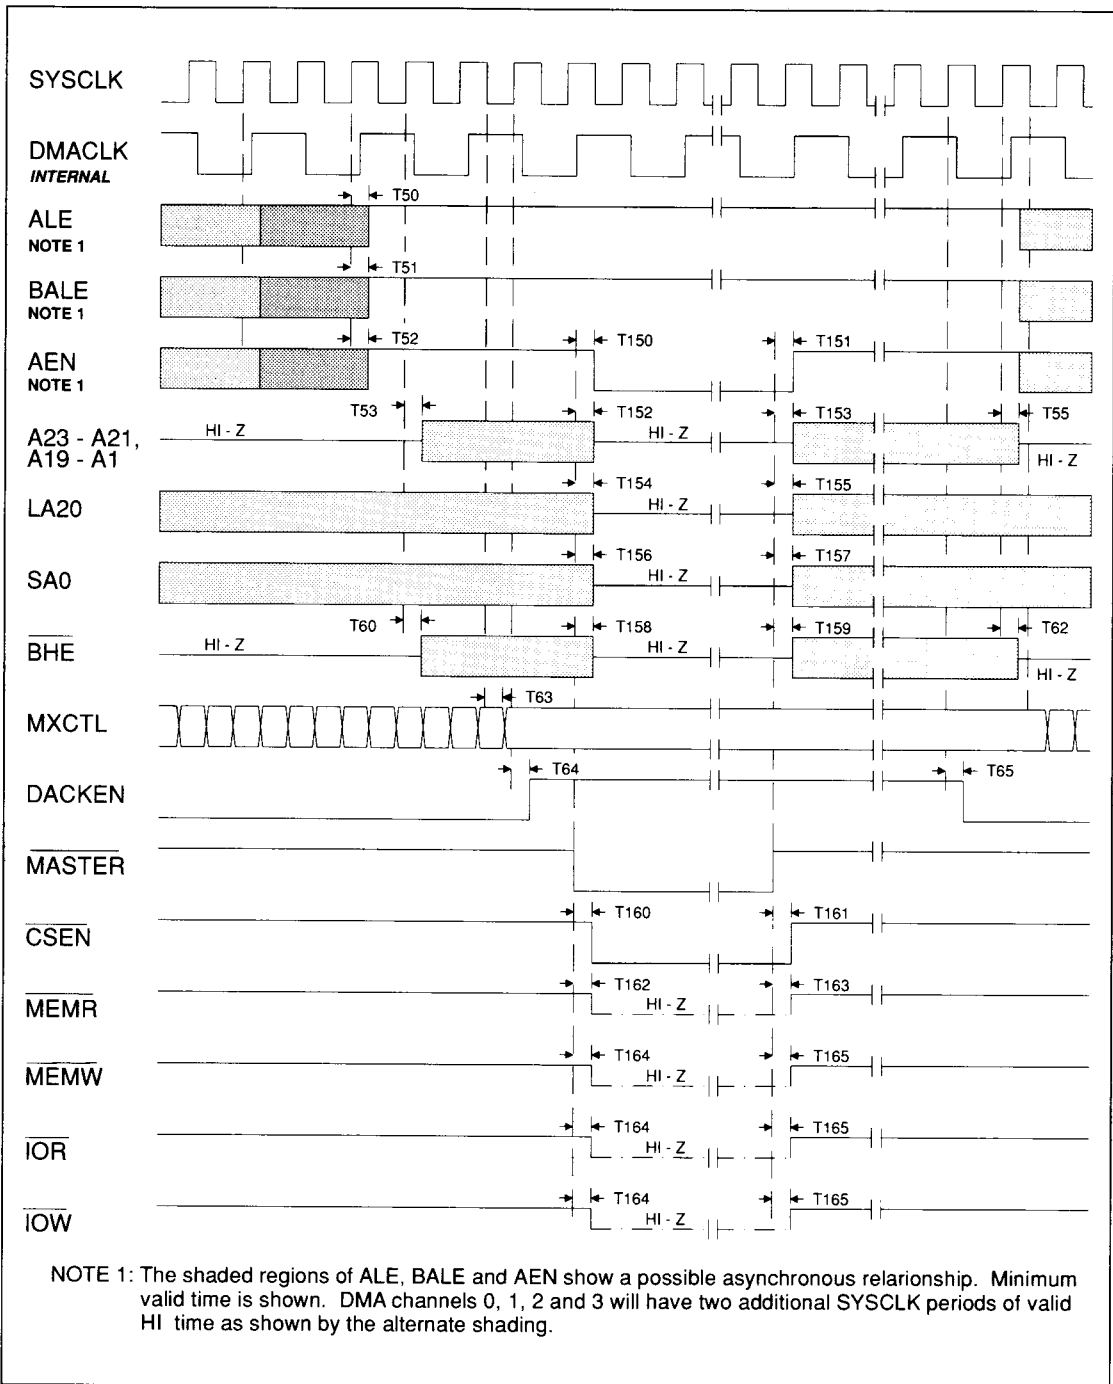 SYSCLK
DMACLK
INTERNAL
T50
ALE
NOTE 1
T51
BALE
NOTE 1
T52 T150 T151
AEN
NOTE 1
T53 T152 T153 T55
A23 - A21, HI - Z HI - Z HI - Z
A19 - A1
T154 T155
LA20 HI - Z
T156 T157
SA0 HI - Z
T60 T158 T159 T62
BHE HI - Z HI - Z HI - Z
T63
MXCTL
T64 T65
DACKEN
MASTER
T160 T161
CSEN
T162 T163
MEMR HI - Z
T164 T165
MEMW HI - Z
T164 T165
IOR HI - Z
T164 T165
IOW HI - Z
NOTE 1: The shaded regions of ALE, BALE and AEN show a possible asynchronous relarionship. Minimum
valid time is shown. DMA channels 0, 1, 2 and 3 will have two additional SYSCLK periods of valid
HI time as shown by the alternate shading.